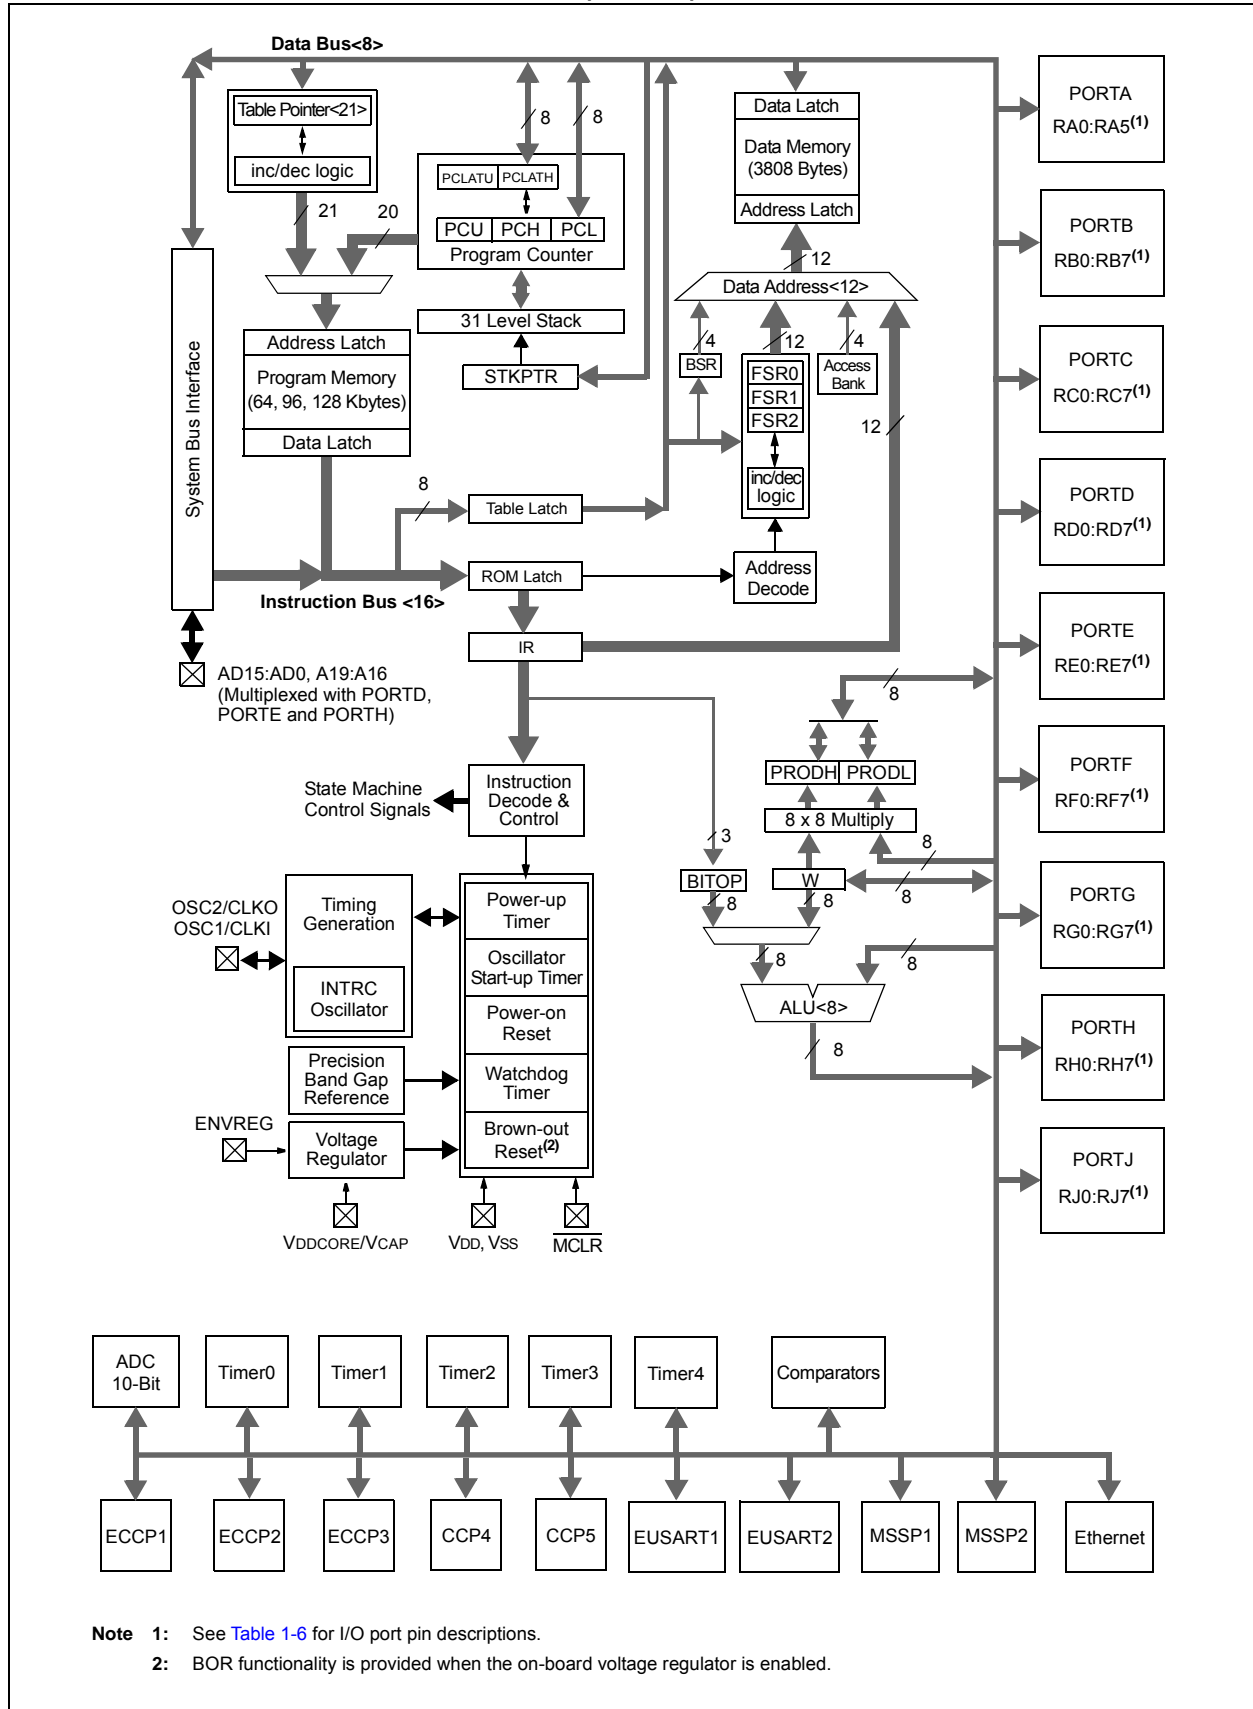 Data Bus<8>
Table Pointer<21>
inc/dec logic
21
20
8
8
PCLATU PCLATH
PCU PCH PCL
Program Counter
31 Level Stack
STKPTR
Data Latch
Data Memory
(3808 Bytes)
Address Latch
12
Data Address<12>
4
12
4
BSR
FSR0
FSR1
FSR2
inc/dec
logic
Access
Bank
12
Address
Decode
System Bus Interface
Address Latch
Program Memory
(64, 96, 128 Kbytes)
Data Latch
8
Table Latch
ROM Latch
Instruction Bus <16>
IR
AD15:AD0, A19:A16
(Multiplexed with PORTD,
PORTE and PORTH)
State Machine
Control Signals
Instruction
Decode &
Control
8
PRODH PRODL
8 x 8 Multiply
3
8
BITOP
W
8
8
8
8
8
ALU<8>
8
OSC2/CLKO
OSC1/CLKI
Timing
Generation
INTRC
Oscillator
Power-up
Timer
Oscillator
Start-up Timer
Power-on
Reset
Watchdog
Timer
Brown-out
Reset(2)
Precision
Band Gap
Reference
ENVREG
Voltage
Regulator
VDDCORE/VCAP
VDD, VSS
MCLR
PORTA
RA0:RA5(1)
PORTB
RB0:RB7(1)
PORTC
RC0:RC7(1)
PORTD
RD0:RD7(1)
PORTE
RE0:RE7(1)
PORTF
RF0:RF7(1)
PORTG
RG0:RG7(1)
PORTH
RH0:RH7(1)
PORTJ
RJ0:RJ7(1)
ADC
10-Bit
Timer0
Timer1
Timer2
Timer3
Timer4
Comparators
ECCP1
ECCP2
ECCP3
CCP4
CCP5
EUSART1
EUSART2
MSSP1
MSSP2
Ethernet
Note 1: See Table 1-6 for I/O port pin descriptions.
2: BOR functionality is provided when the on-board voltage regulator is enabled.